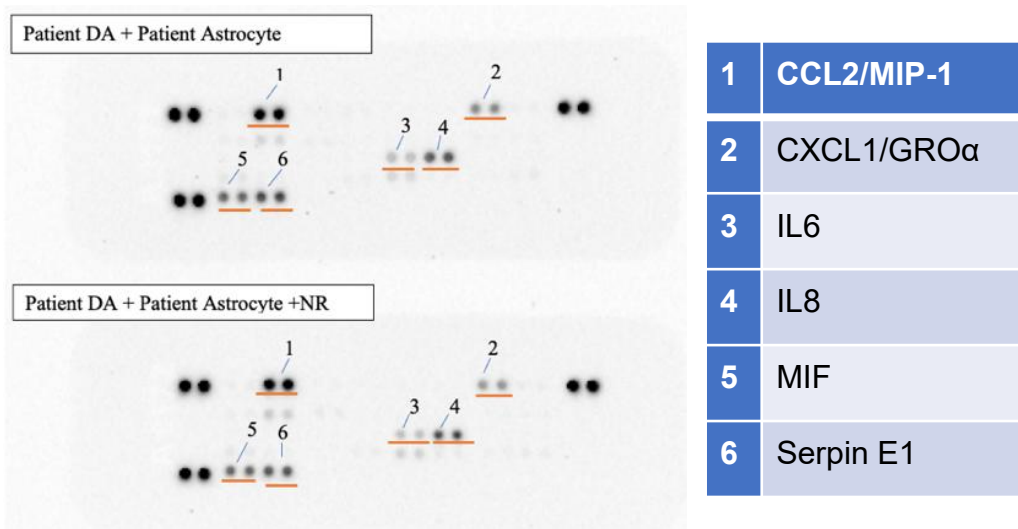 Patient DA + Patient Astrocyte
1
2
3
4
5
6
Patient DA + Patient Astrocyte +NR
1
2
3
4
5
6
1 CCL2/MIP-1
2 CXCL1/GROα
3 IL6
4 IL8
5 MIF
6 Serpin E1